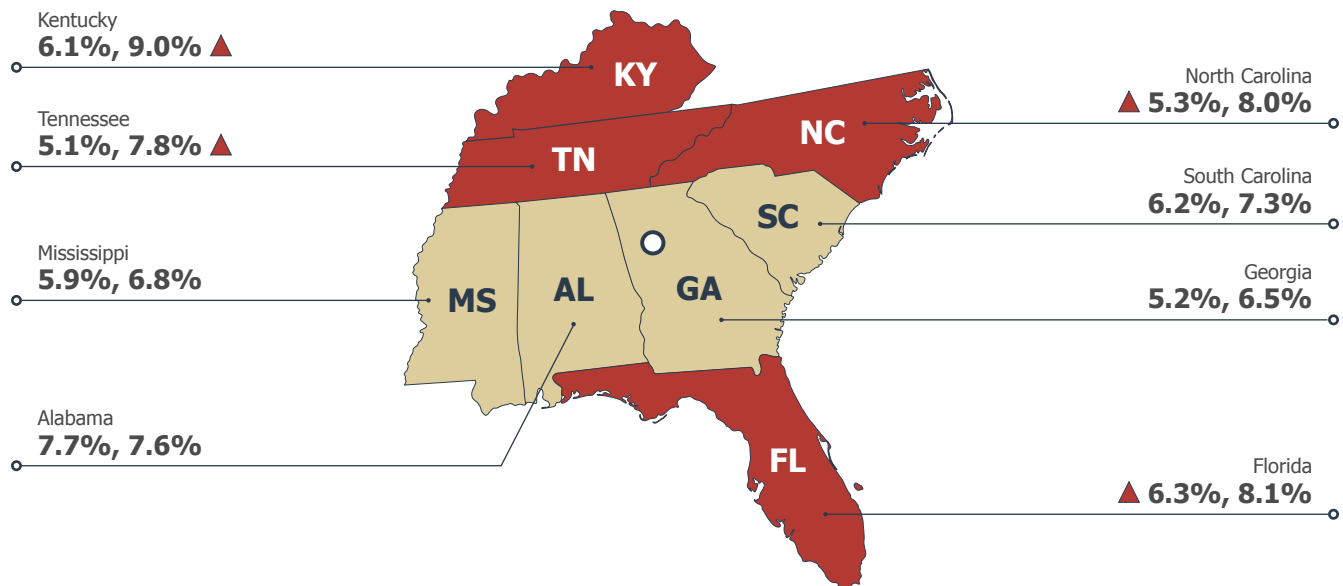 Kentucky
6.1%, 9.0%
Tennessee
5.1%, 7.8%
Mississippi
5.9%, 6.8%
Alabama
7.7%, 7.6%
KY
TN
NC
SC
MS
AL
GA
FL
North Carolina
5.3%, 8.0%
South Carolina
6.2%, 7.3%
Georgia
5.2%, 6.5%
Florida
6.3%, 8.1%